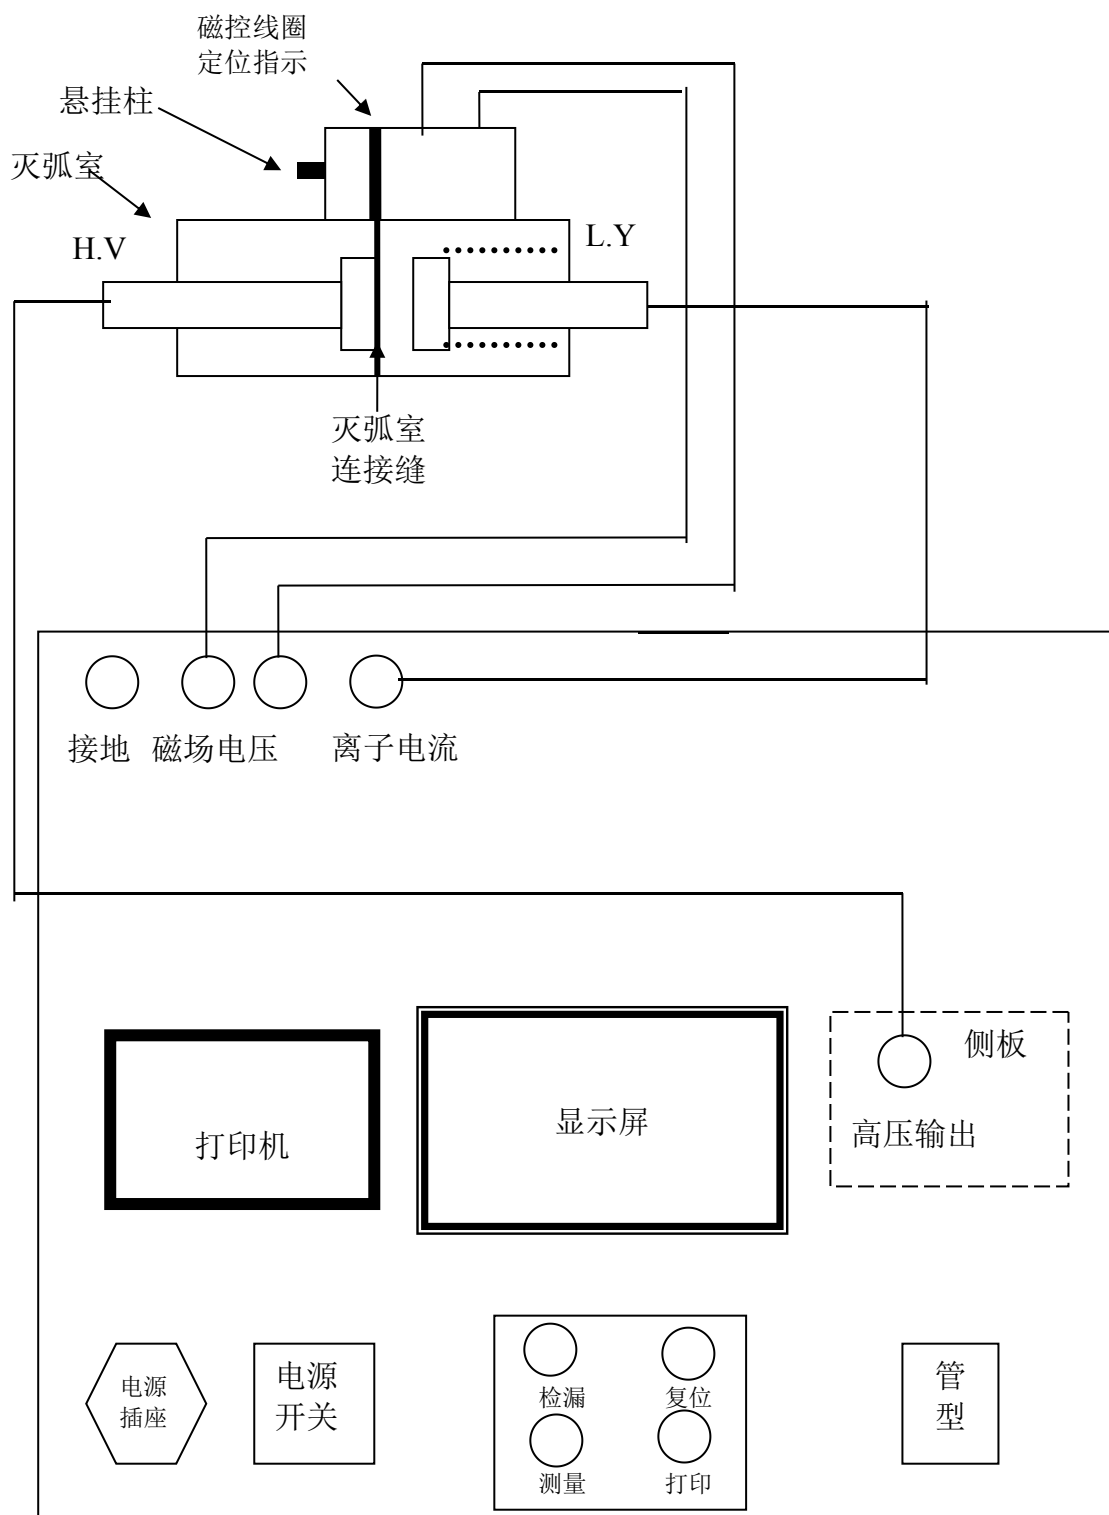 磁控线圈
定位指示
悬挂柱
灭弧室
H.V
L.Y
灭弧室
连接缝
接地
磁场电压
离子电流
侧板
高压输出
打印机
显示屏
电源
插座
电源
开关
检漏
复位
测量
打印
管
型